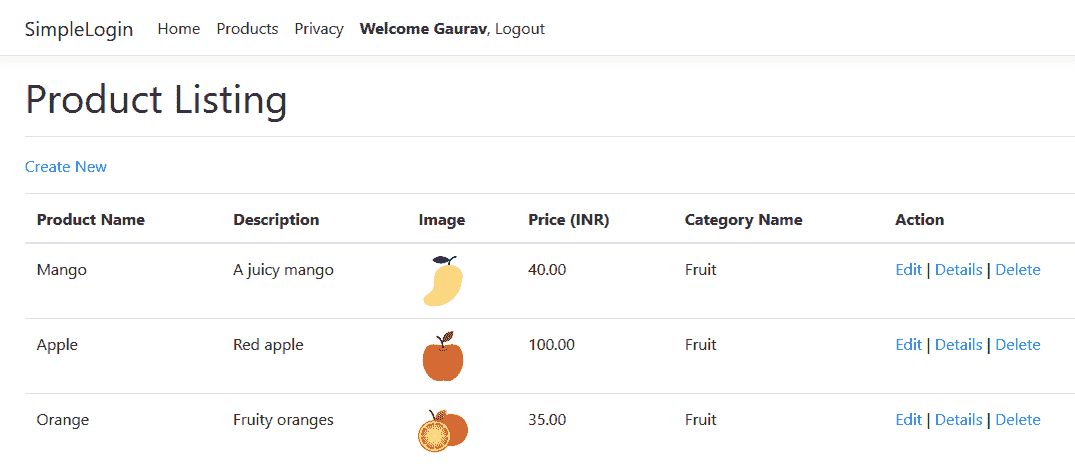 SimpleLogin Home Products Privacy Welcome Gaurav, Logout
Product Listing
Create New
Product Name Description Image Price (INR) Category Name Action
Mango A juicy mango 40.00 Fruit Edit | Details | Delete
Apple Red apple 100.00 Fruit Edit | Details | Delete
Orange Fruity oranges 35.00 Fruit Edit | Details | Delete